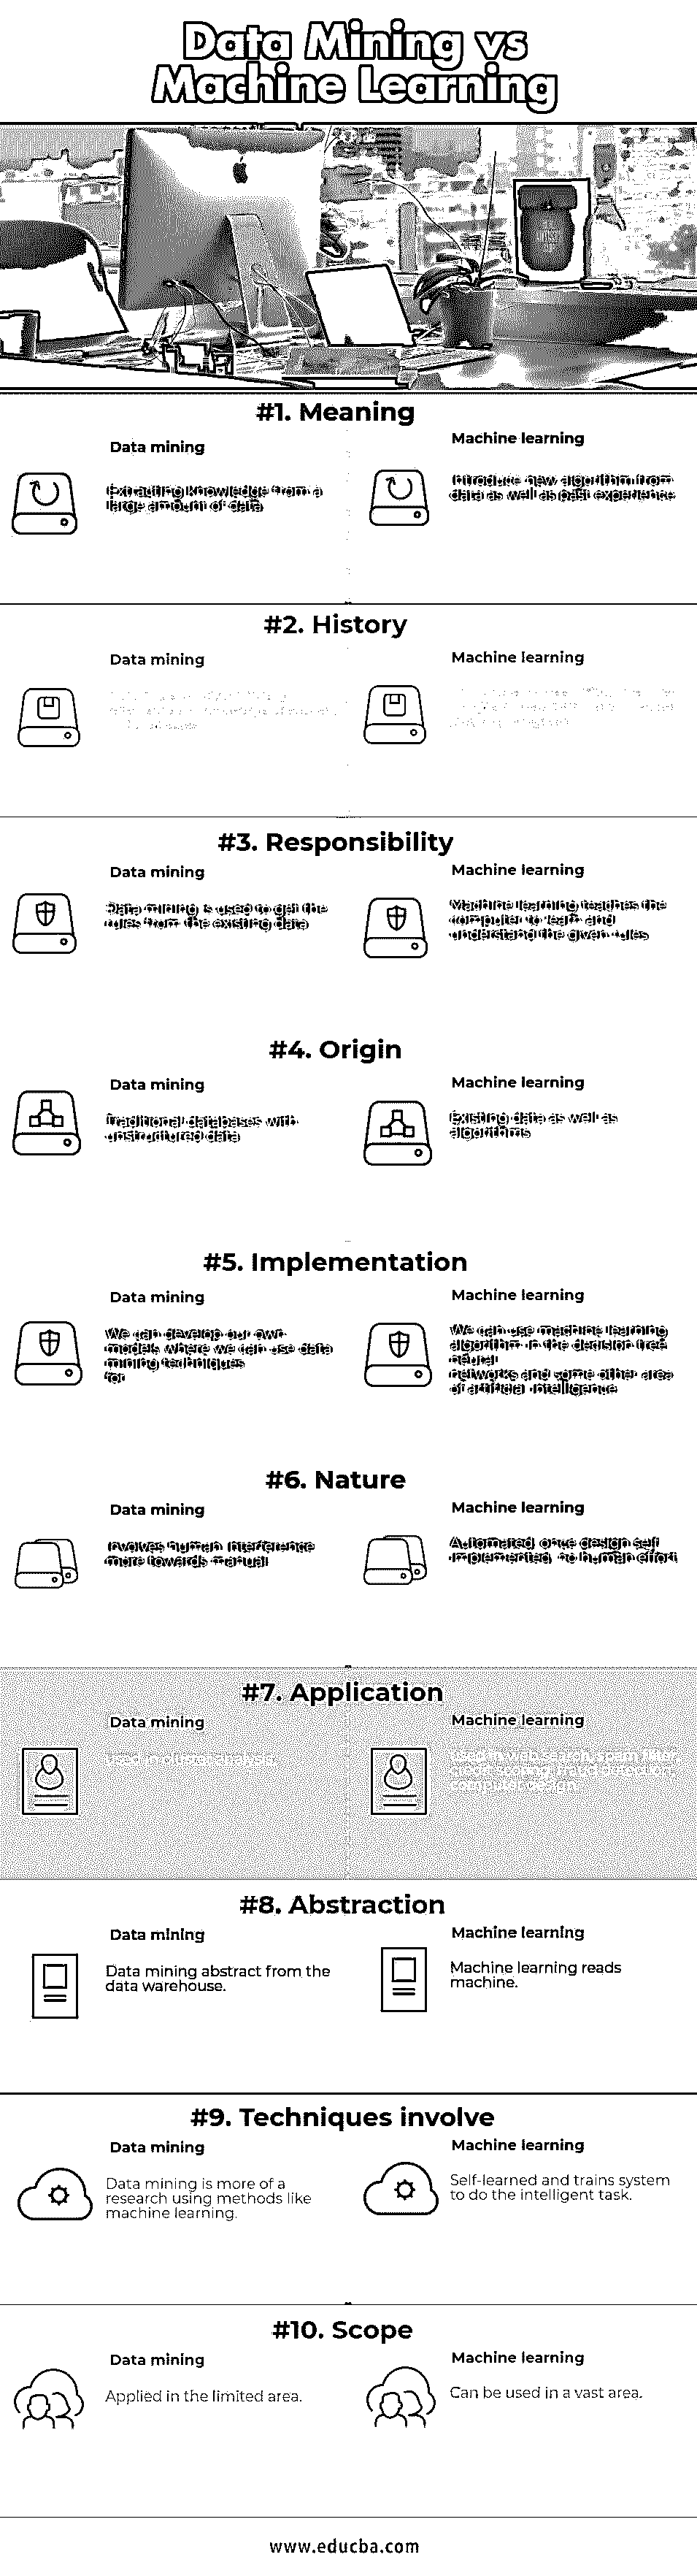 Data Mining vs
Machine Learning
#1. Meaning
Data mining
Extracting knowledge from a
large amount of data
Machine learning
Introduce new algorithm from
data as well as past experience
#2. History
Data mining
Machine learning
#3. Responsibility
Data mining
Data mining is used to get the
rules from the existing data
Machine learning
Machine learning teaches the
computer to learn and
understand the given rules
#4. Origin
Data mining
Traditional databases with
unstructured data
Machine learning
Existing data as well as
algorithms
#5. Implementation
Data mining
We can develop our own
models where we can use data
mining techniques
for
Machine learning
We can use machine learning
algorithm in the decision tree
neural
networks and some other area
of artificial intelligence
#6. Nature
Data mining
Involves human interference
more towards manual
Machine learning
Automated once design self
implemented no human effort
#7. Application
Data mining
Used in cluster analysis
Machine learning
Used in web search, spam filter
credit scoring, fraud detection
computer design
#8. Abstraction
Data mining
Data mining abstract from the
data warehouse.
Machine learning
Machine learning reads
machine.
#9. Techniques involve
Data mining
Data mining is more of a
research using methods like
machine learning.
Machine learning
Self-learned and trains system
to do the intelligent task.
#10. Scope
Data mining
Applied in the limited area.
Machine learning
Can be used in a vast area.
www.educba.com